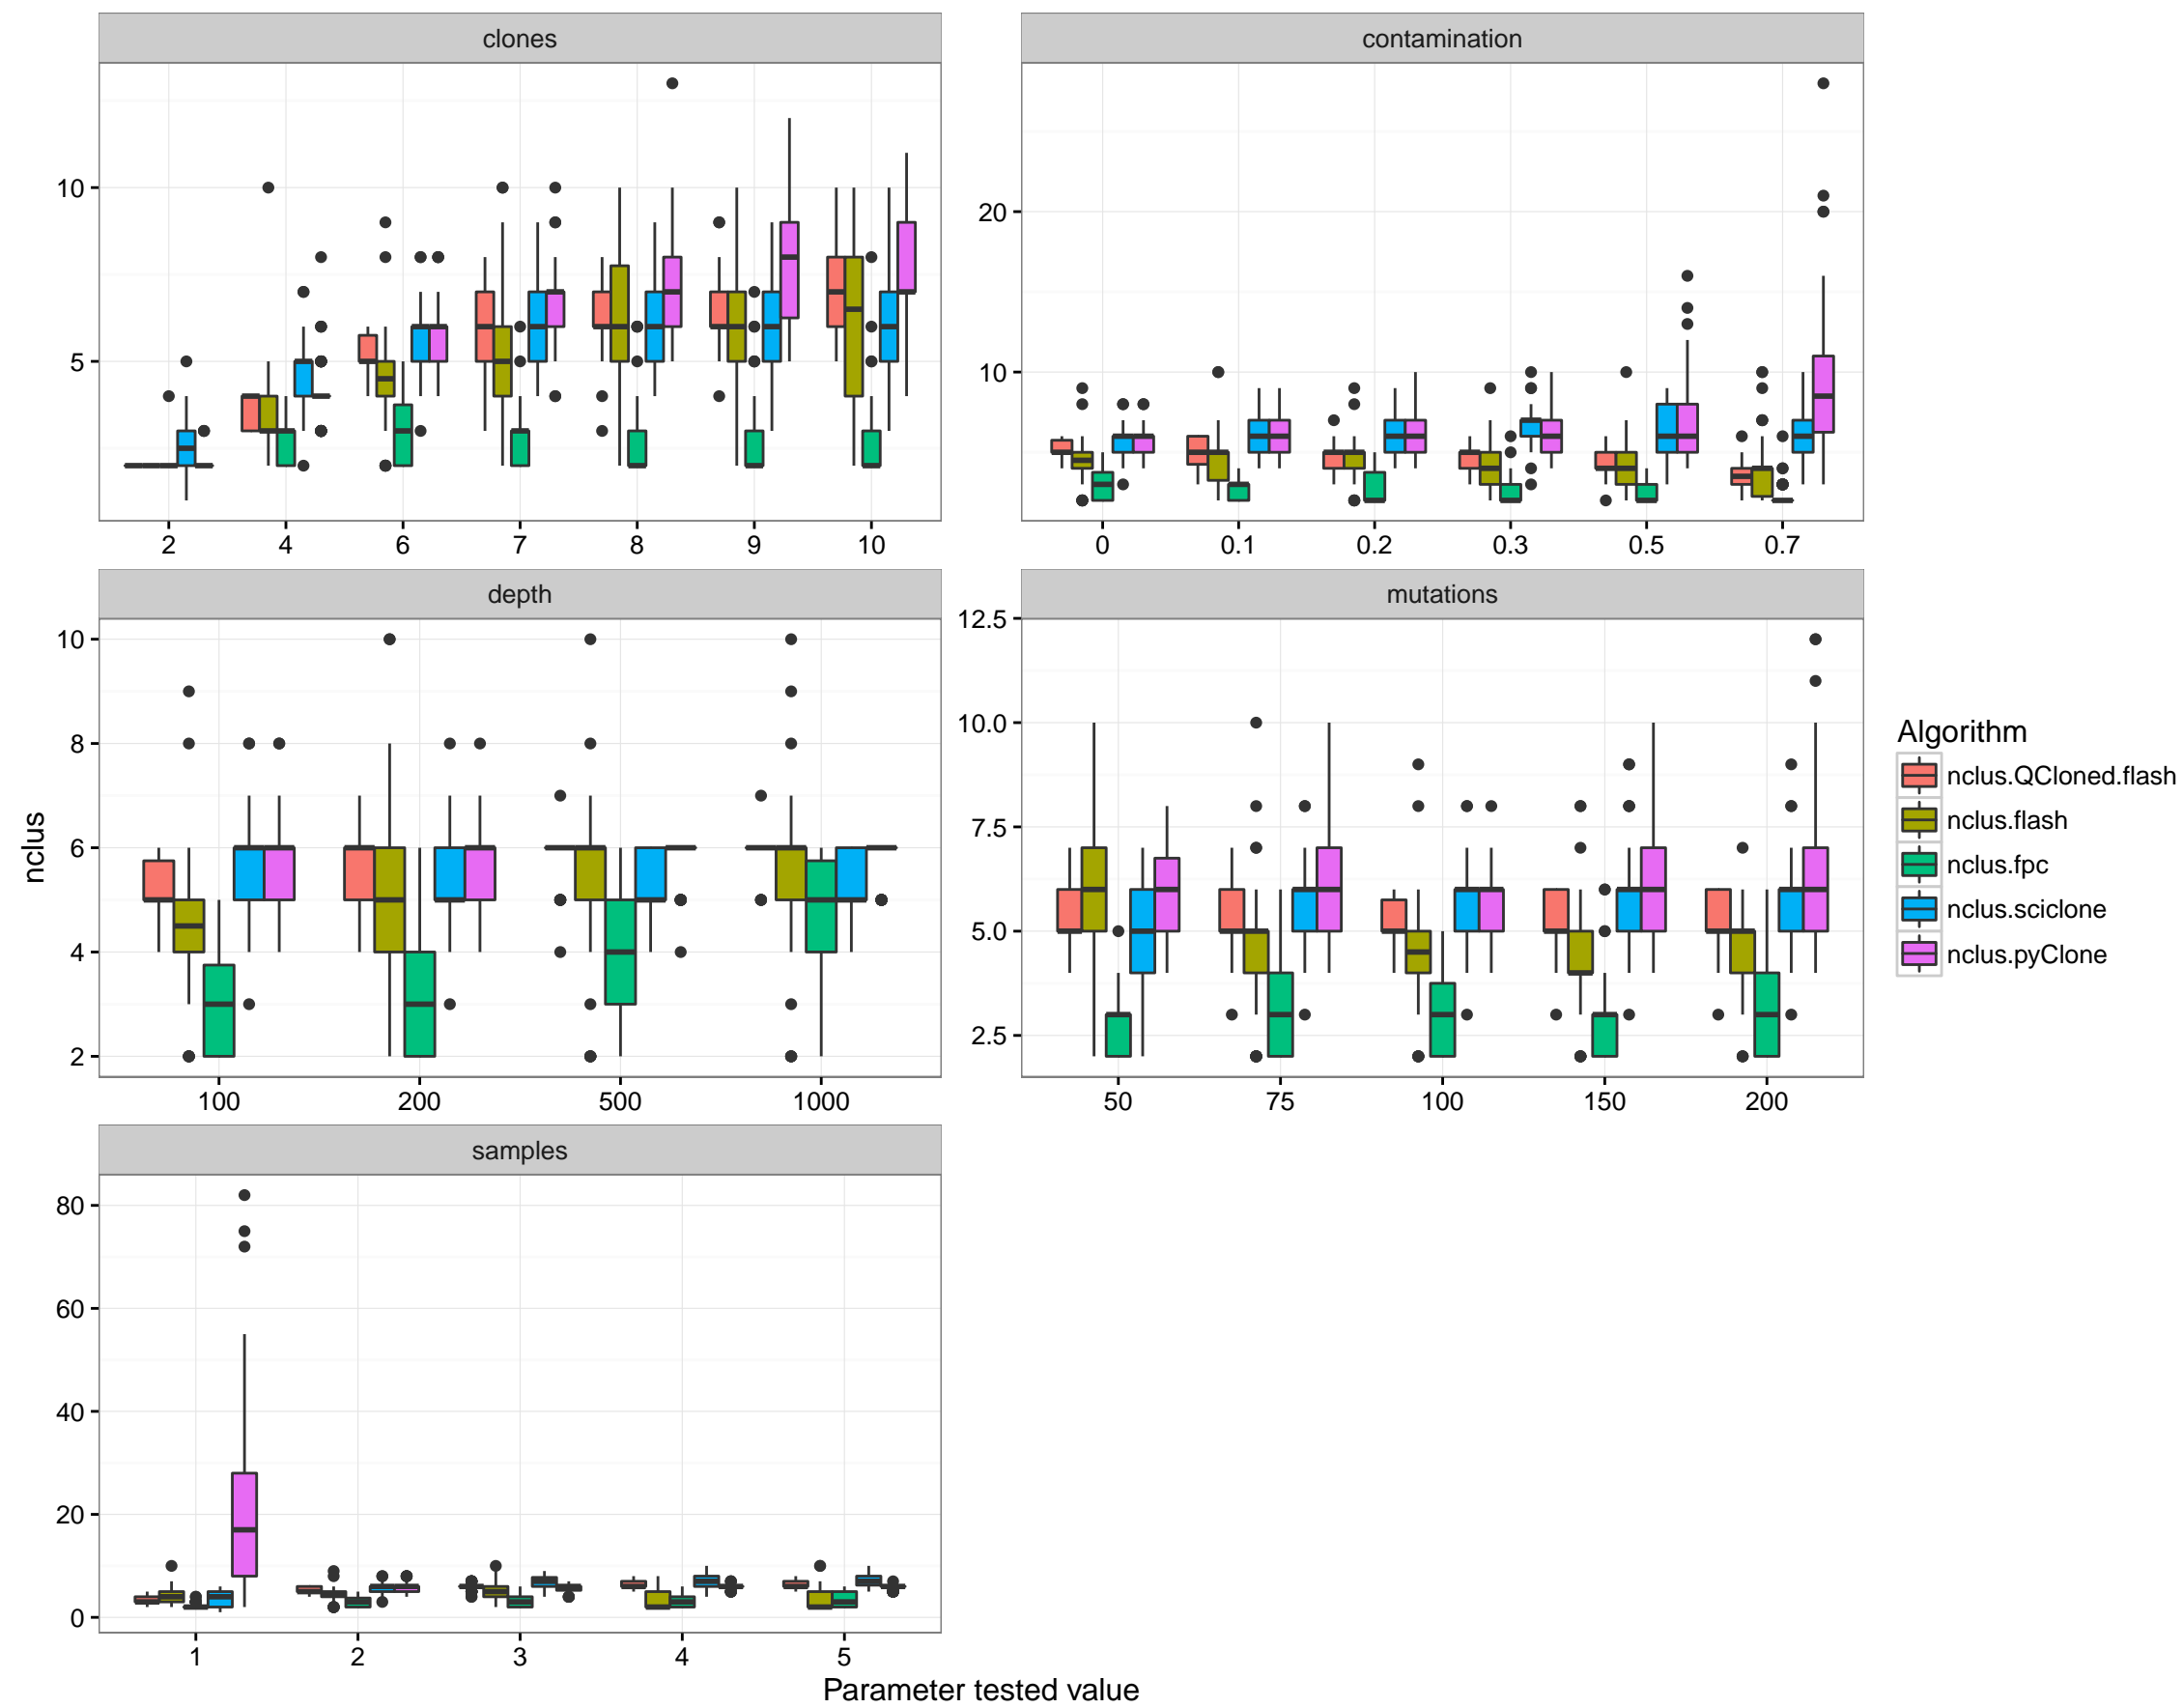 clones
contamination
10
5
2 4 6 7 8 9 10
20
10
0 0.1 0.2 0.3 0.5 0.7
depth
mutations
10
8
6
4
2
100 200 500 1000
12.5
10.0
7.5
5.0
2.5
50 75 100 150 200
samples
80
60
40
20
0
1 2 3 4 5
nclus
Parameter tested value
Algorithm
nclus.QCloned.flash
nclus.flash
nclus.fpc
nclus.sciclone
nclus.pyClone